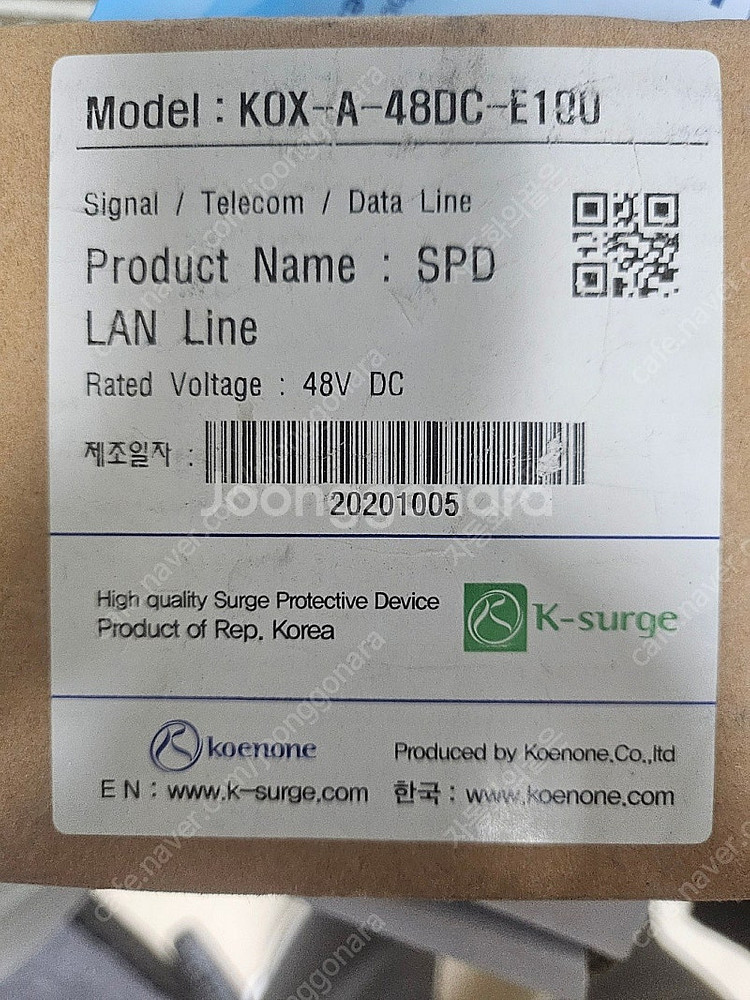 Model : KOX-A-48DC-E100
Signal / Telecom / Data Line
Product Name : SPD
LAN Line
Rated Voltage : 48V DC
제조일자 :
Joonggonara
20201005
High quality Surge Protective Device
Product of Rep. Korea
K-surge
koenone
Produced by Koenone.Co.,ltd
EN : www.k-surge.com
한국 : www.koenone.com